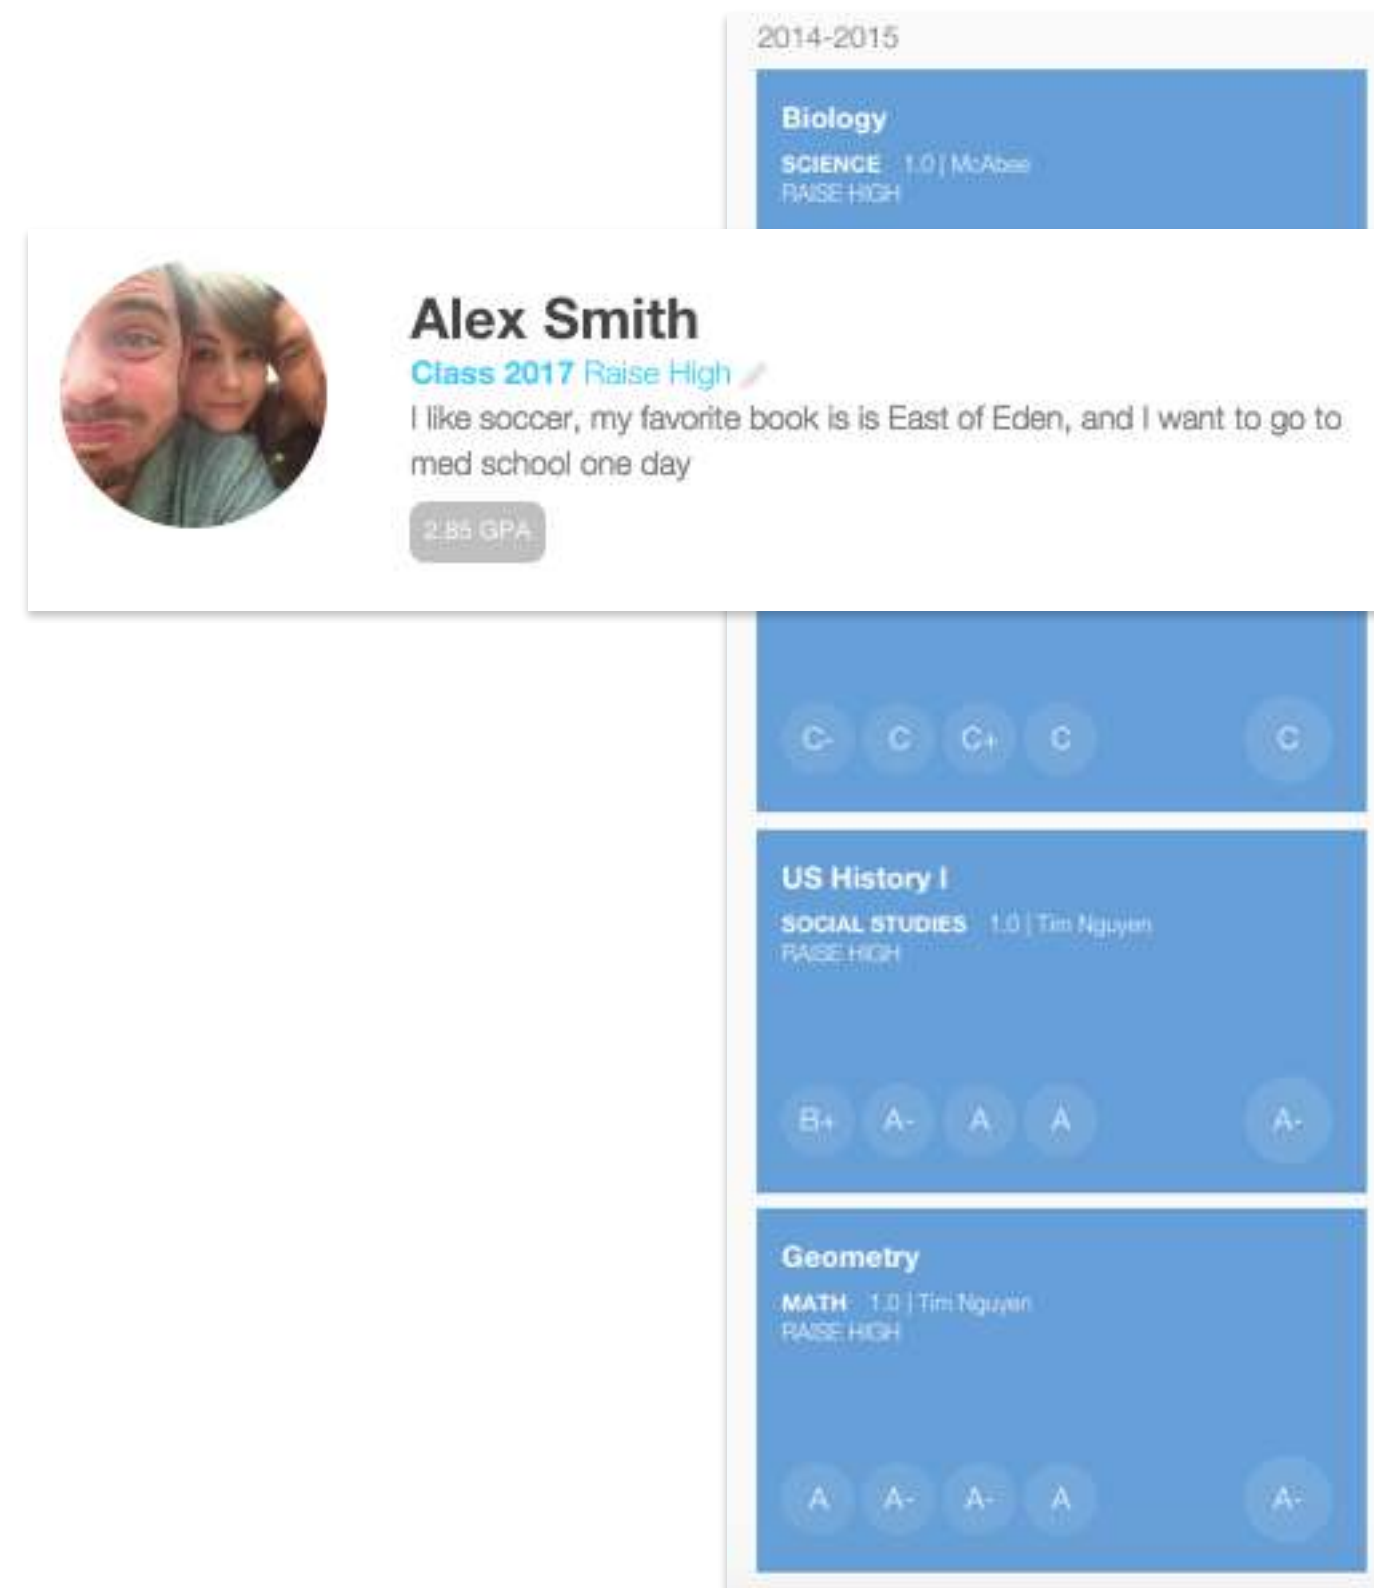 2014-2015
Biology
SCIENCE 1.0 | McAbee
RAISE HIGH
Alex Smith
Class 2017 Raise High
I like soccer, my favorite book is is East of Eden, and I want to go to
med school one day
2.85 GPA
C- C C+ C C
US History I
SOCIAL STUDIES 1.0 | Tim Nguyen
RAISE HIGH
B+ A- A A A-
Geometry
MATH 1.0 | Tim Nguyen
RAISE HIGH
A A- A- A A-